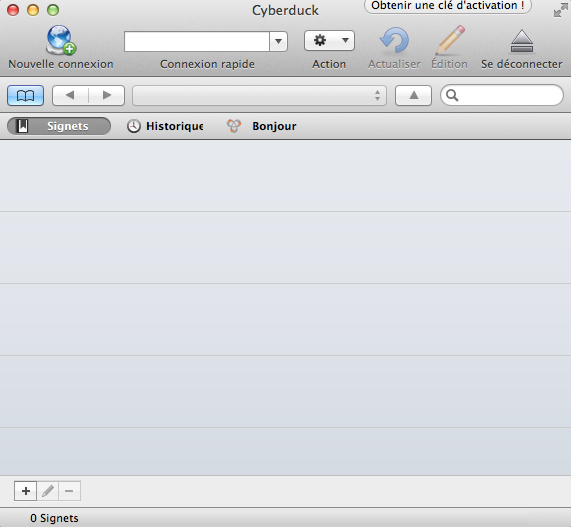 Cyberduck
Obtenir une clé d'activation !
Nouvelle connexion
Connexion rapide
Action
Actualiser
Édition
Se déconnecter
Signets
Historique
Bonjour
0 Signets